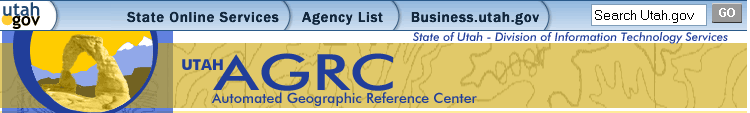 utah
gov
State Online Services
Agency List
Business.utah.gov
Search Utah.gov
GO
State of Utah - Division of Information Technology Services
UTAH AGRC
Automated Geographic Reference Center